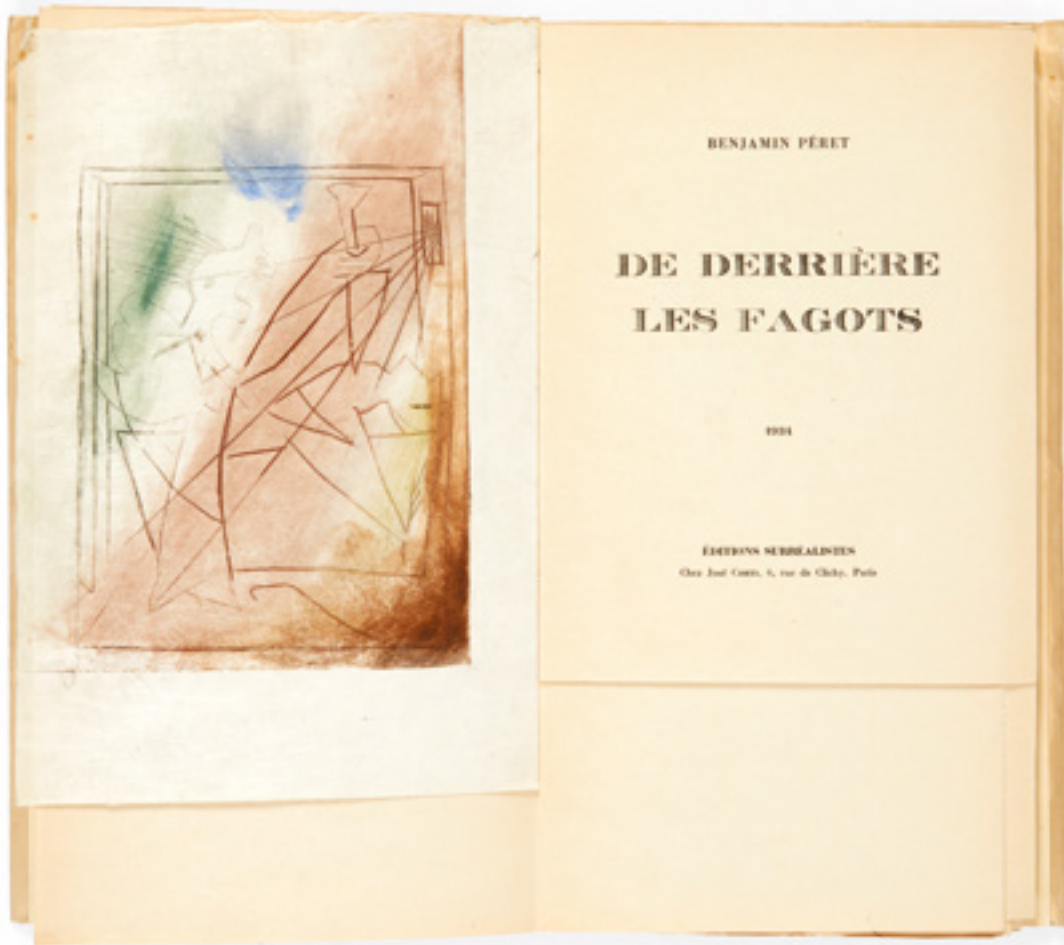 BENJAMIN PÉRET
DE DERRIÈRE
LES FAGOTS
1934
ÉDITIONS SURRÉALISTES
Chez José CORTI, 6, rue de Clichy, Paris